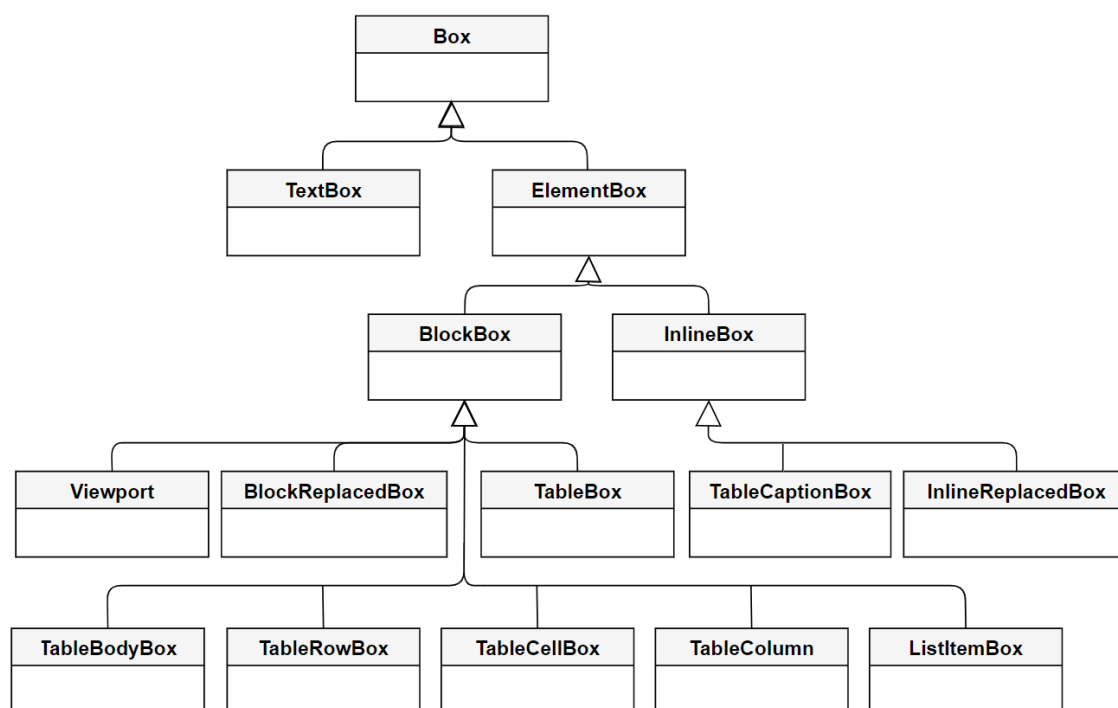 Box
TextBox
ElementBox
BlockBox
InlineBox
Viewport
BlockReplacedBox
TableBox
TableCaptionBox
InlineReplacedBox
TableBodyBox
TableRowBox
TableCellBox
TableColumn
ListItemBox